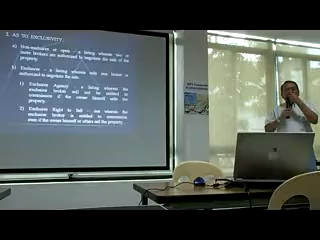 2. AS TO EXCLUSIVITY
a) Non-exclusive or open – a listing whereby two or
more brokers are authorized to negotiate the sale of the
property.
b) Exclusive – a listing whereby only one broker is
authorized to negotiate the sale.
1) Exclusive Agency – a listing whereby the
exclusive broker will not be entitled to
commission if the owner himself sells the
property.
2) Exclusive Right to Sell – one whereby the
exclusive broker is entitled to commission
even if the owner himself or others sell the property.